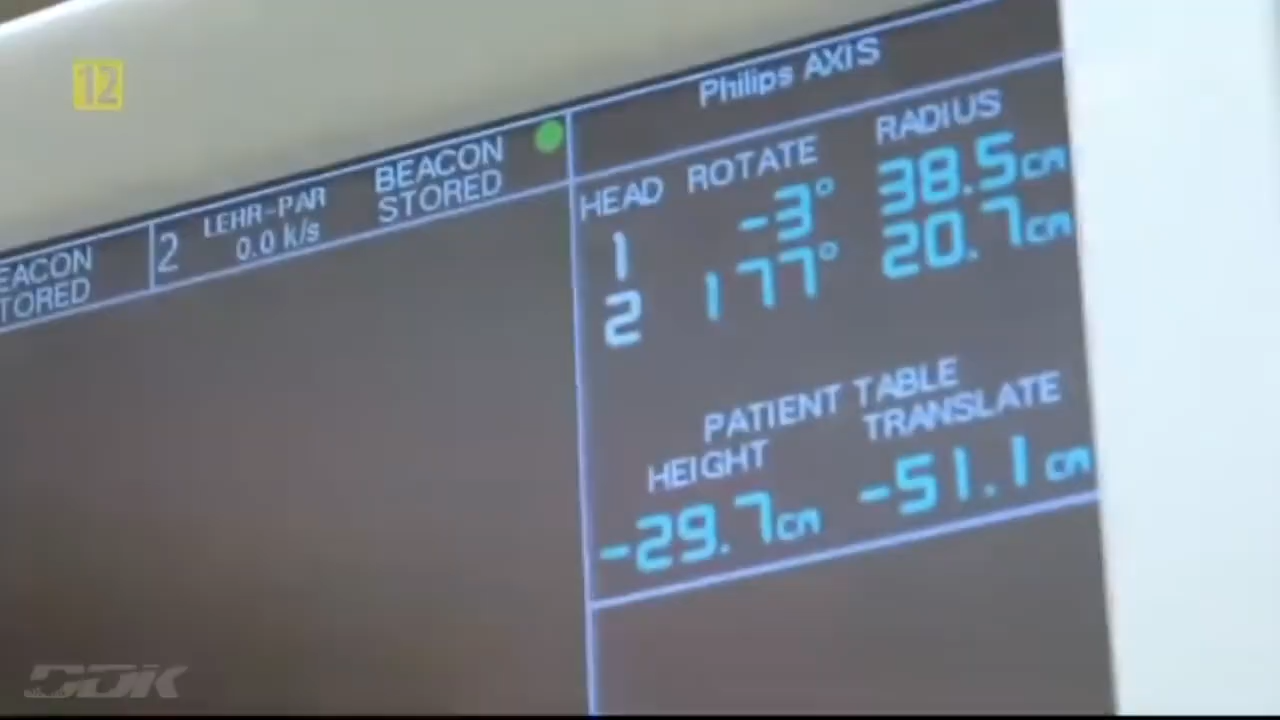 12
Philips AXIS
EACON
TORED
2
LEHR-PAR
0.0 k/s
BEACON
STORED
HEAD ROTATE RADIUS
1 -3° 38.5cm
2 177° 20.7cm
PATIENT TABLE
HEIGHT TRANSLATE
-29.7cm -51.1cm
DDK